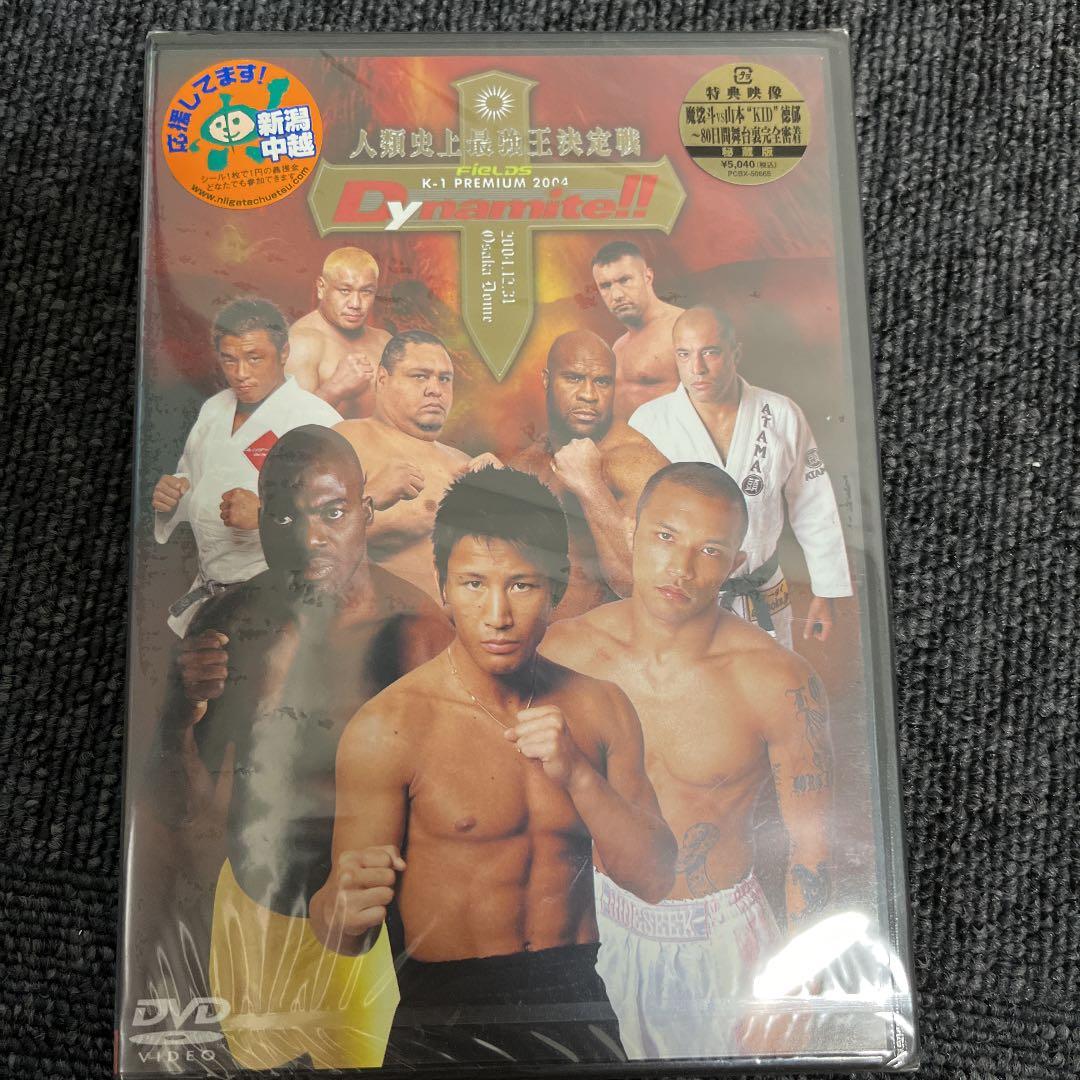 応援してます!
新潟
中越
シール1枚で1円の義援金
どなたでも参加できます
www.niigatachuetsu.com
特典映像
魔裟斗vs山本"KID"徳郁
~80日間舞台裏完全密着
秘蔵版
¥5,040(税込)
PCBX-50665
人類史上最強王決定戦
FieLDS
K-1 PREMIUM 2004
Dynamite!!
2004.12.31
Osaka Dome
ATAMA
DVD
VIDEO